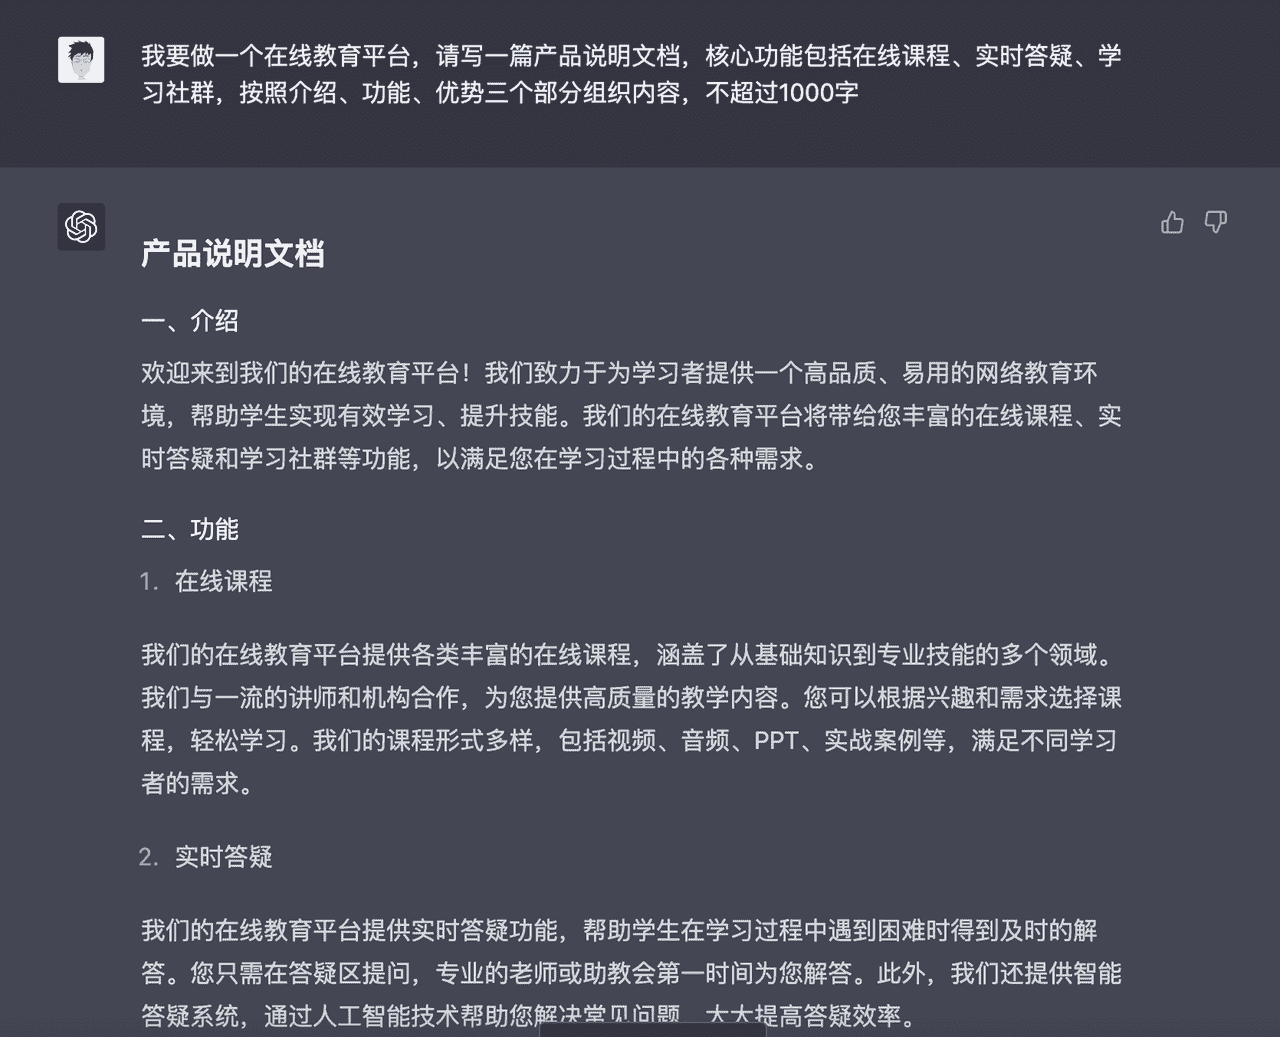 我要做一个在线教育平台，请写一篇产品说明文档，核心功能包括在线课程、实时答疑、学
习社群，按照介绍、功能、优势三个部分组织内容，不超过1000字
产品说明文档
一、介绍
欢迎来到我们的在线教育平台！我们致力于为学习者提供一个高品质、易用的网络教育环
境，帮助学生实现有效学习、提升技能。我们的在线教育平台将带给您丰富的在线课程、实
时答疑和学习社群等功能，以满足您在学习过程中的各种需求。
二、功能
1. 在线课程
我们的在线教育平台提供各类丰富的在线课程，涵盖了从基础知识到专业技能的多个领域。
我们与一流的讲师和机构合作，为您提供高质量的教学内容。您可以根据兴趣和需求选择课
程，轻松学习。我们的课程形式多样，包括视频、音频、PPT、实战案例等，满足不同学习
者的需求。
2. 实时答疑
我们的在线教育平台提供实时答疑功能，帮助学生在学习过程中遇到困难时得到及时的解
答。您只需在答疑区提问，专业的老师或助教会第一时间为您解答。此外，我们还提供智能
答疑系统，通过人工智能技术帮助您解决常见问题，大大提高答疑效率。